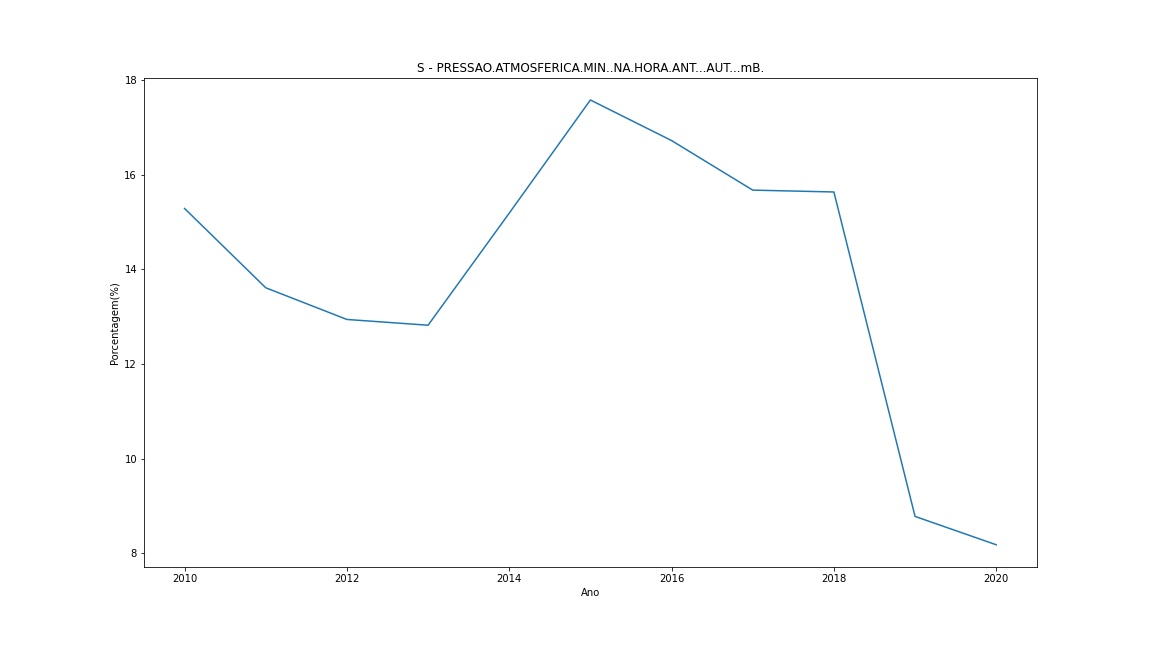 S - PRESSAO.ATMOSFERICA.MIN..NA.HORA.ANT...AUT...mB.
18
16
14
12
10
8
Porcentagem(%)
2010 2012 2014 2016 2018 2020
Ano